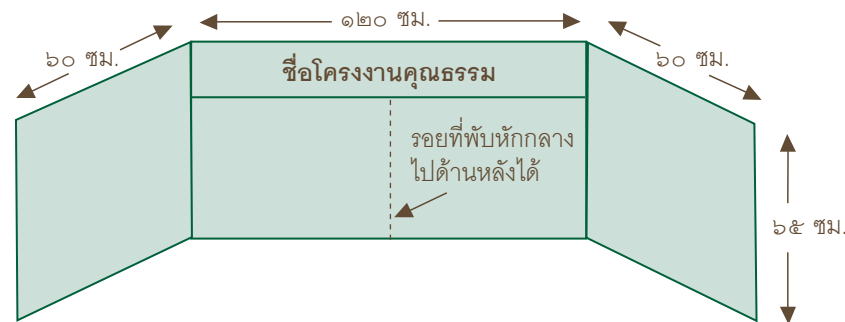 ๑๒๐ ซม.
๖๐ ซม.
๖๐ ซม.
ชื่อโครงงานคุณธรรม
รอยที่พับหักกลาง
ไปด้านหลังได้
๖๕ ซม.